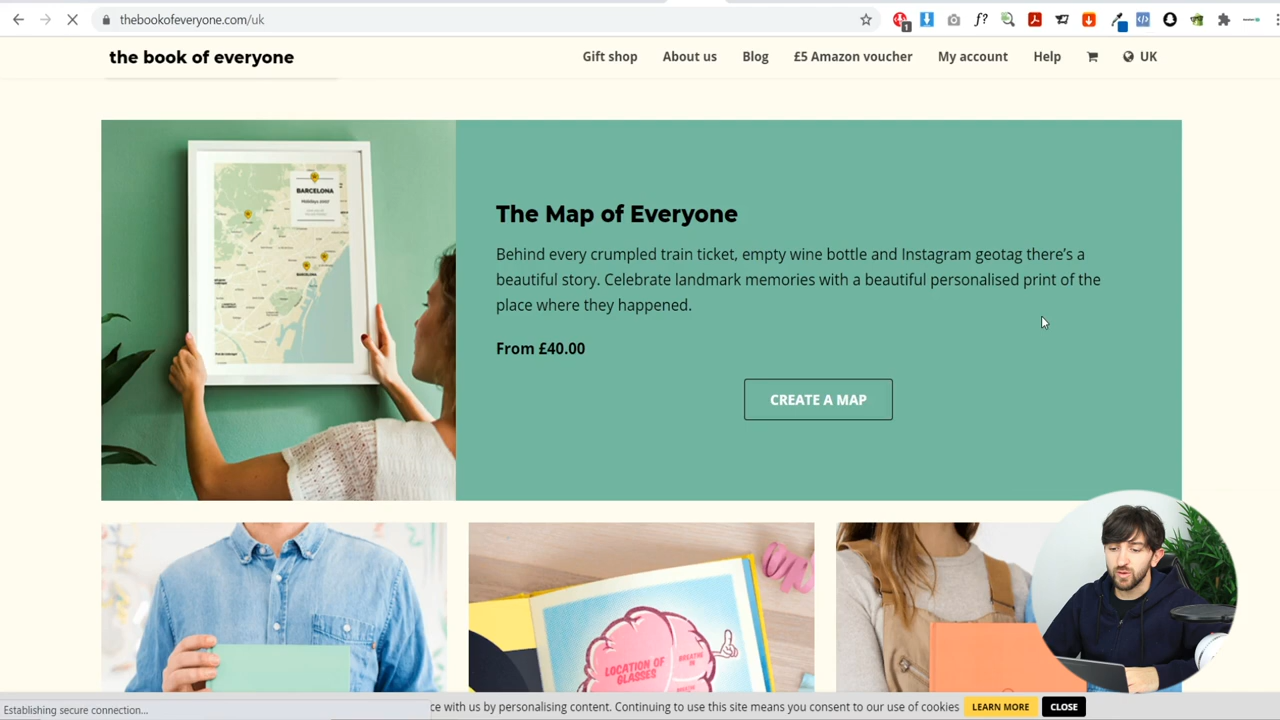 thebookofeveryone.com/uk
the book of everyone
Gift shop
About us
Blog
£5 Amazon voucher
My account
Help
UK
BARCELONA
BARCELONA
The Map of Everyone
Behind every crumpled train ticket, empty wine bottle and Instagram geotag there's a
beautiful story. Celebrate landmark memories with a beautiful personalised print of the
place where they happened.
From £40.00
CREATE A MAP
LOCATION OF
GLASSES
BREATHE
IN
Establishing secure connection...
ce with us by personalising content. Continuing to use this site means you consent to our use of cookies
LEARN MORE
CLOSE